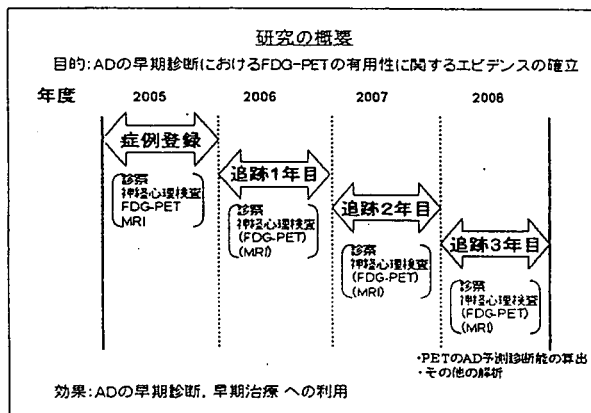 研究の概要
目的:ADの早期診断におけるFDG-PETの有用性に関するエビデンスの確立
年度 2005 2006 2007 2008
症例登録
診察
神経心理検査
FDG-PET
MRI
追跡1年目
診察
神経心理検査
(FDG-PET)
(MRI)
追跡2年目
診察
神経心理検査
(FDG-PET)
(MRI)
追跡3年目
診察
神経心理検査
(FDG-PET)
(MRI)
・PETのAD予測診断能の算出
・その他の解析
効果:ADの早期診断, 早期治療 への利用